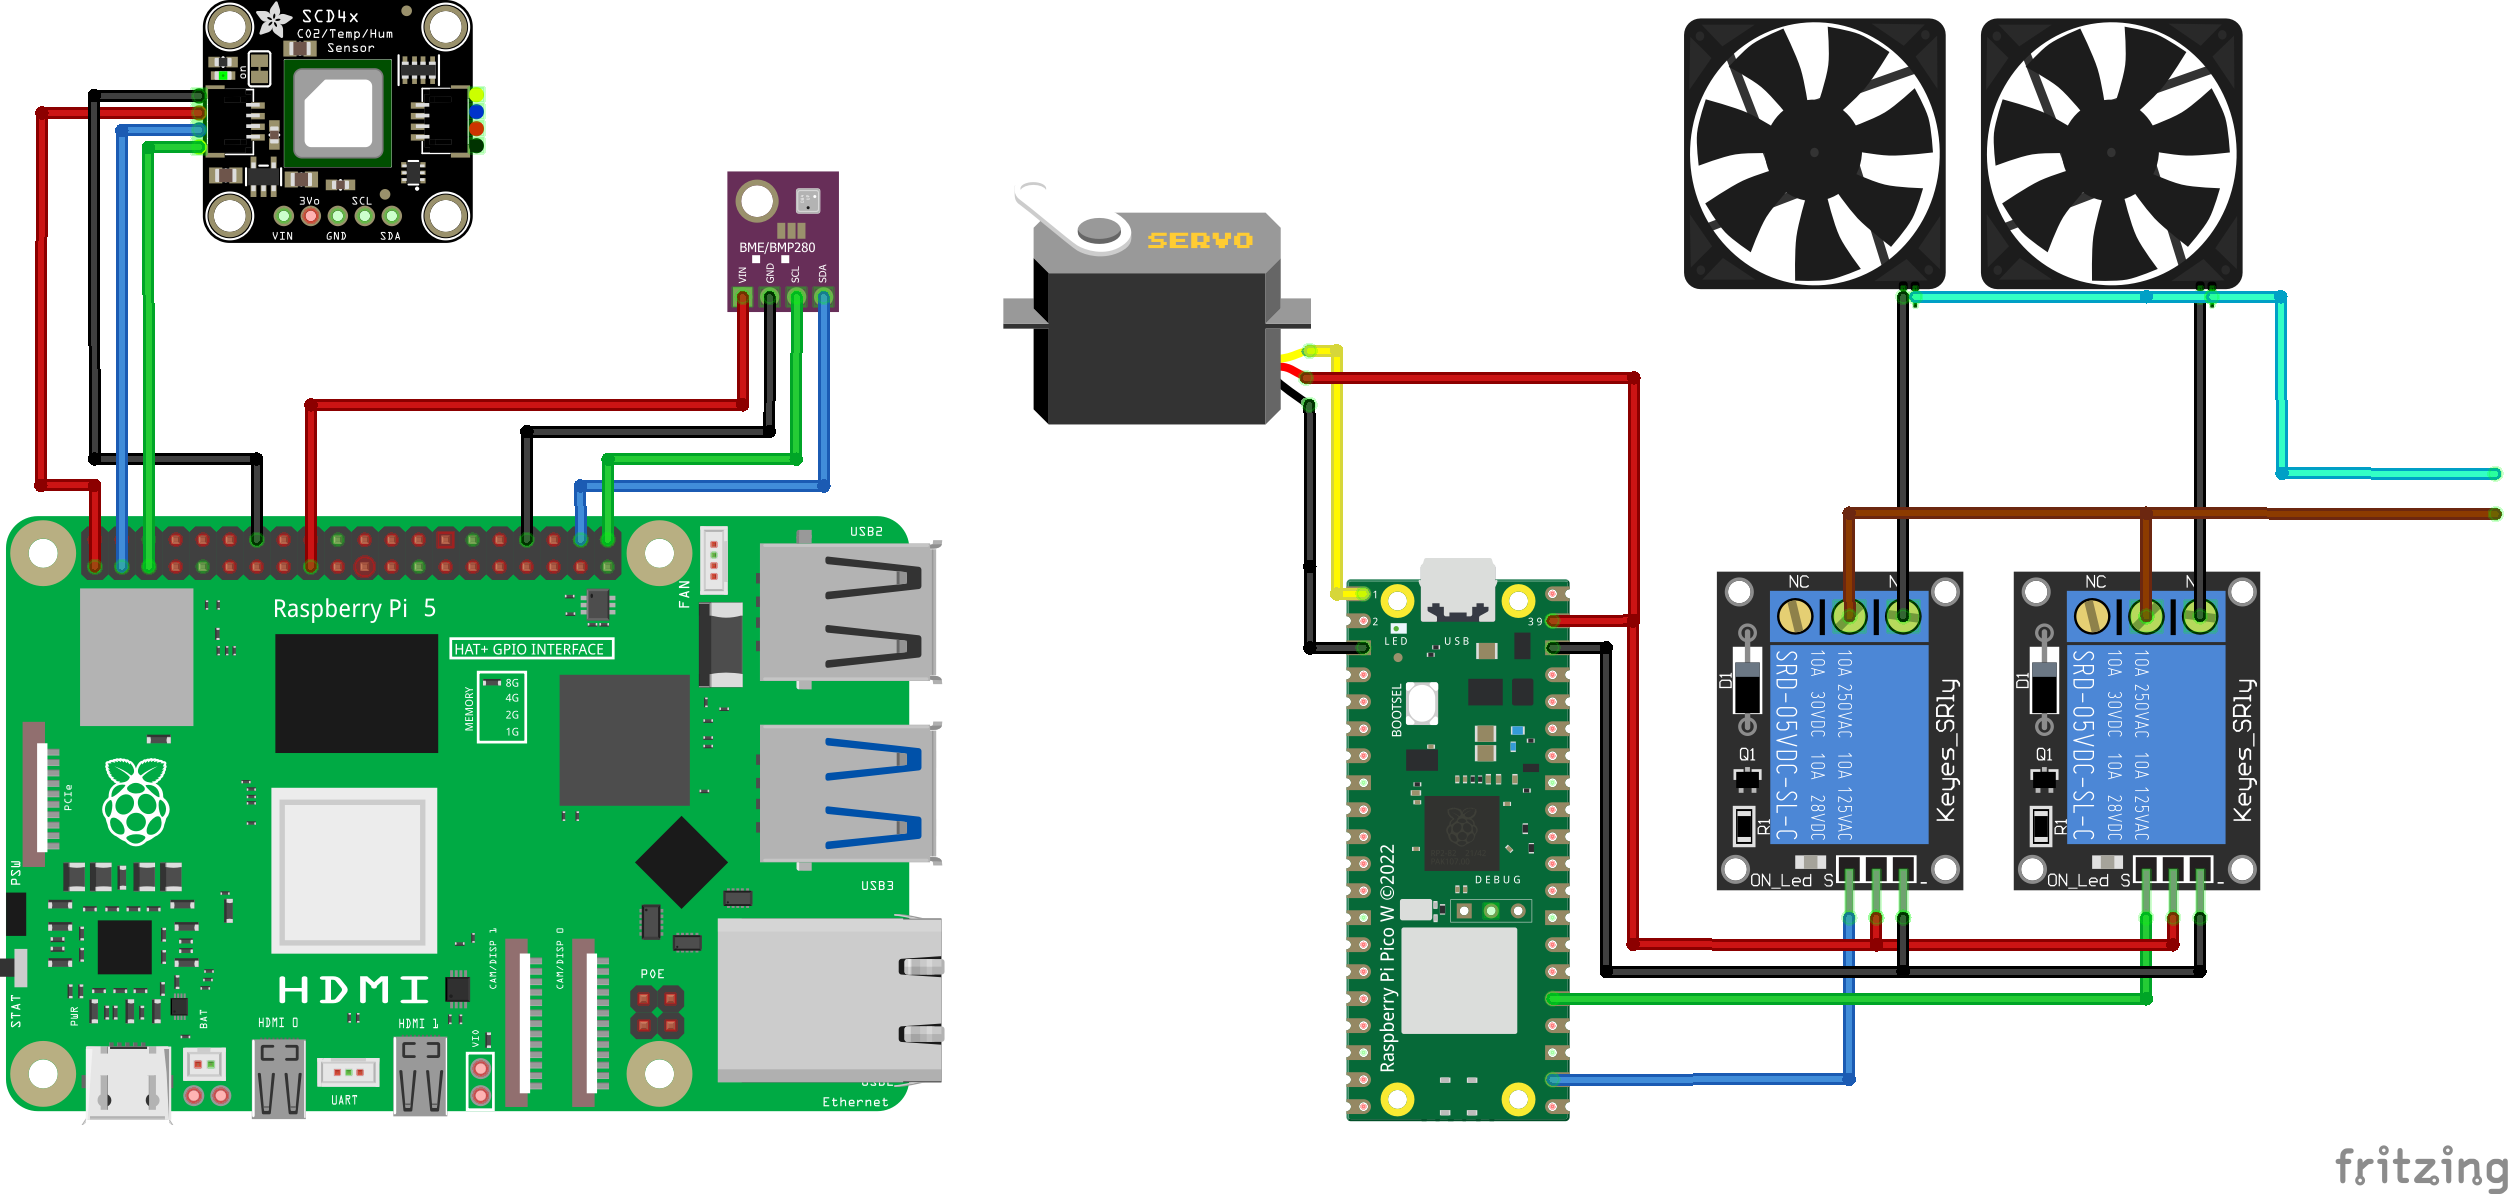 SCD4x
CO2/Temp/Hum
Sensor
on
3Vo
SCL
VIN
GND
SDA
BME/BMP280
VIN
GND
SCL
SDA
SERVO
Raspberry Pi 5
HAT+ GPIO INTERFACE
MEMORY
8G
4G
2G
1G
FAN
USB2
USB3
PCIe
PSW
STAT
PWR
BAT
HDMI
HDMI 0
HDMI 1
UART
VIO
CAM/DISP 1
CAM/DISP 0
POE
Ethernet
1
2
39
LED
USB
BOOTSEL
DEBUG
Raspberry Pi Pico W ©2022
NC
N
D1
Q1
R1
SRD-05VDC-SL-C
10A 30VDC 10A 28VDC
10A 250VAC 10A 125VAC
Keyes_SRly
ON_Led S
-
NC
N
D1
Q1
R1
SRD-05VDC-SL-C
10A 30VDC 10A 28VDC
10A 250VAC 10A 125VAC
Keyes_SRly
ON_Led S
-
fritzing